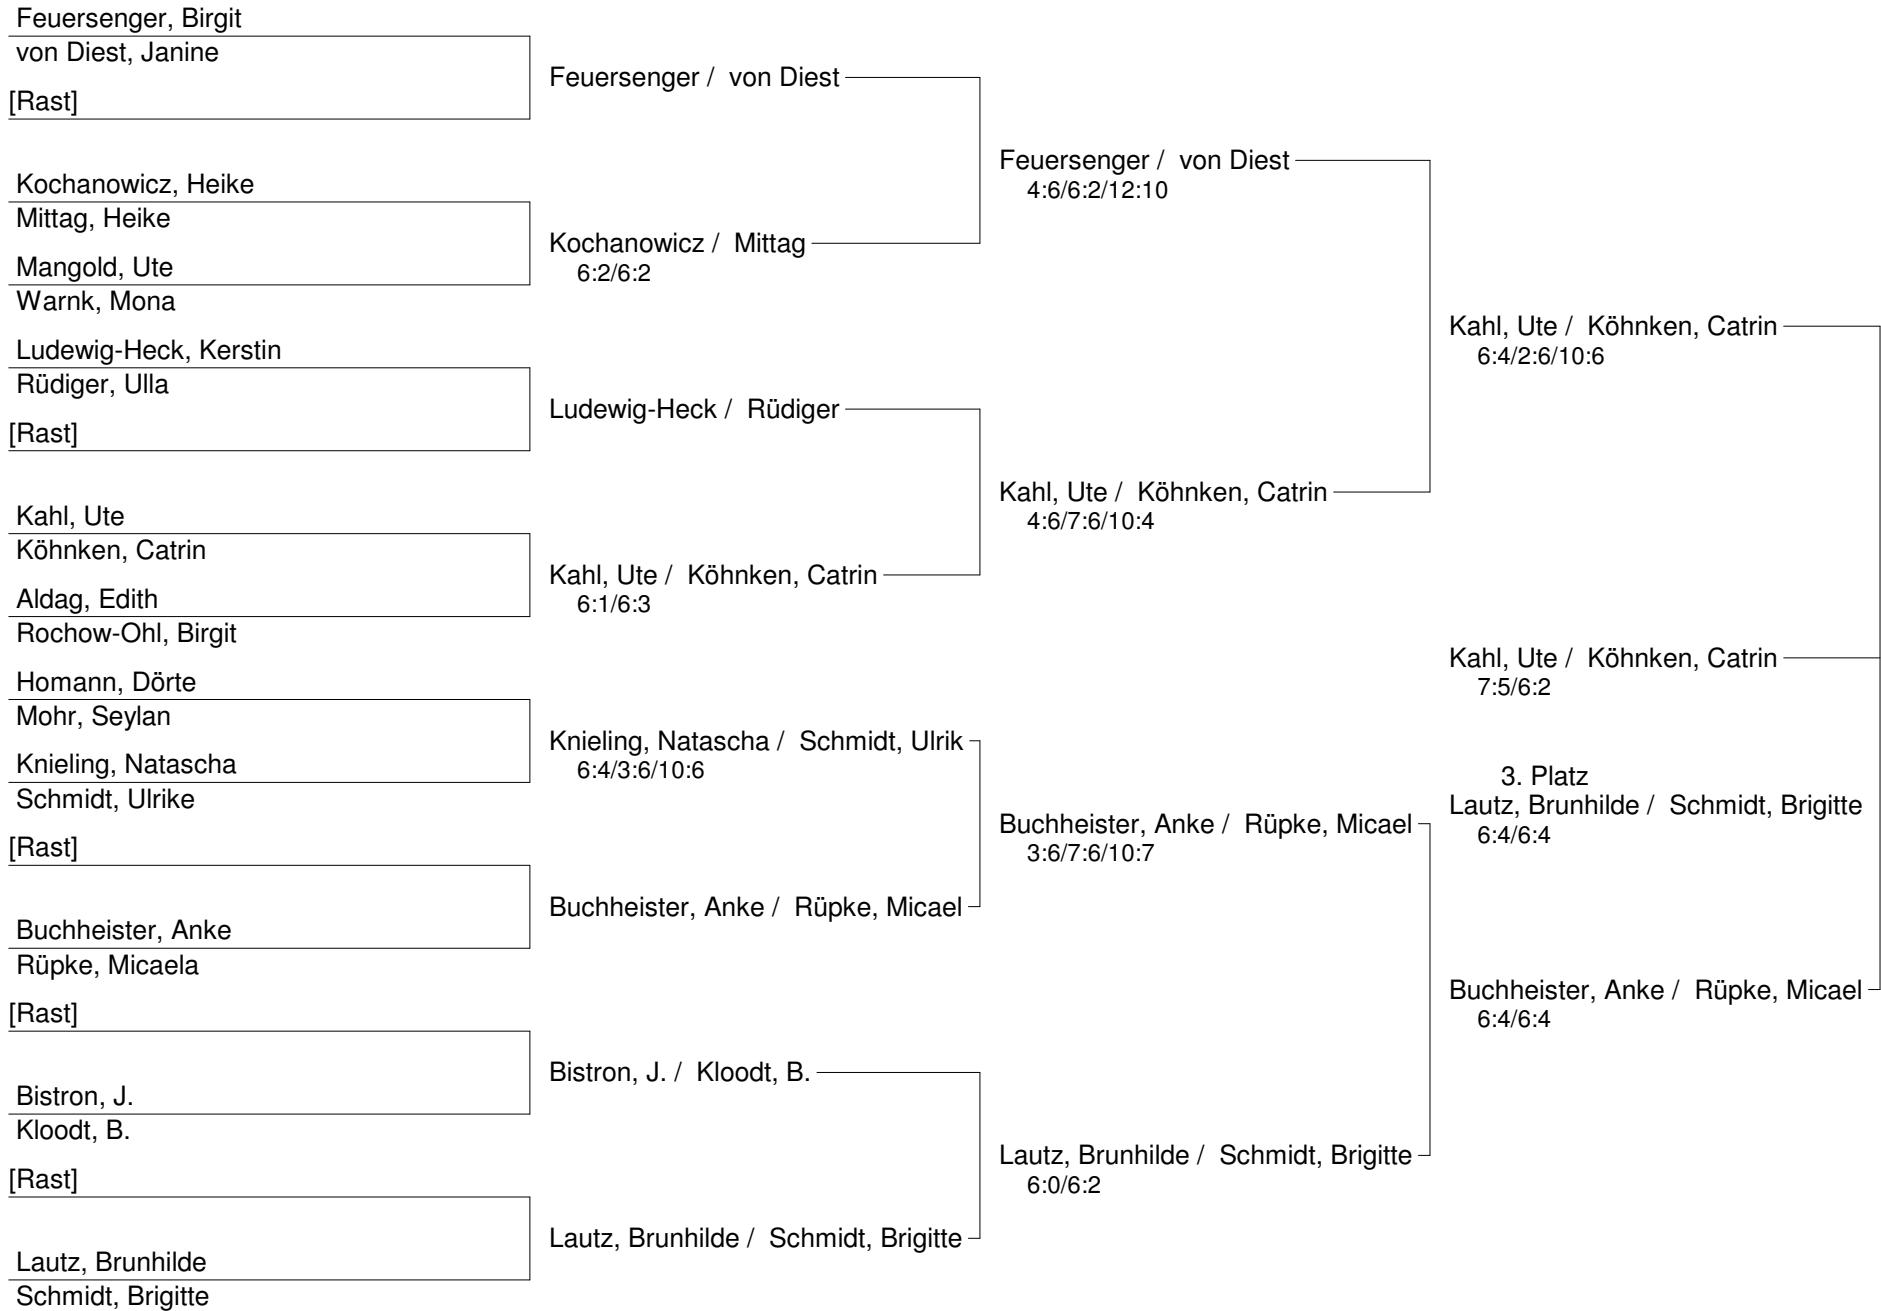 Feuersenger, Birgit
von Diest, Janine
[Rast]
Kochanowicz, Heike
Mittag, Heike
Mangold, Ute
Warnk, Mona
Ludewig-Heck, Kerstin
Rüdiger, Ulla
[Rast]
Kahl, Ute
Köhnken, Catrin
Aldag, Edith
Rochow-Ohl, Birgit
Homann, Dörte
Mohr, Seylan
Knieling, Natascha
Schmidt, Ulrike
[Rast]
Buchheister, Anke
Rüpke, Micaela
[Rast]
Bistron, J.
Kloodt, B.
[Rast]
Lautz, Brunhilde
Schmidt, Brigitte
Feuersenger / von Diest
Kochanowicz / Mittag
6:2/6:2
Ludewig-Heck / Rüdiger
Kahl, Ute / Köhnken, Catrin
6:1/6:3
Knieling, Natascha / Schmidt, Ulrik
6:4/3:6/10:6
Buchheister, Anke / Rüpke, Micael
Bistron, J. / Kloodt, B.
Lautz, Brunhilde / Schmidt, Brigitte
Feuersenger / von Diest
4:6/6:2/12:10
Kahl, Ute / Köhnken, Catrin
4:6/7:6/10:4
Buchheister, Anke / Rüpke, Micael
3:6/7:6/10:7
Lautz, Brunhilde / Schmidt, Brigitte
6:0/6:2
Kahl, Ute / Köhnken, Catrin
6:4/2:6/10:6
Kahl, Ute / Köhnken, Catrin
7:5/6:2
3. Platz
Lautz, Brunhilde / Schmidt, Brigitte
6:4/6:4
Buchheister, Anke / Rüpke, Micael
6:4/6:4